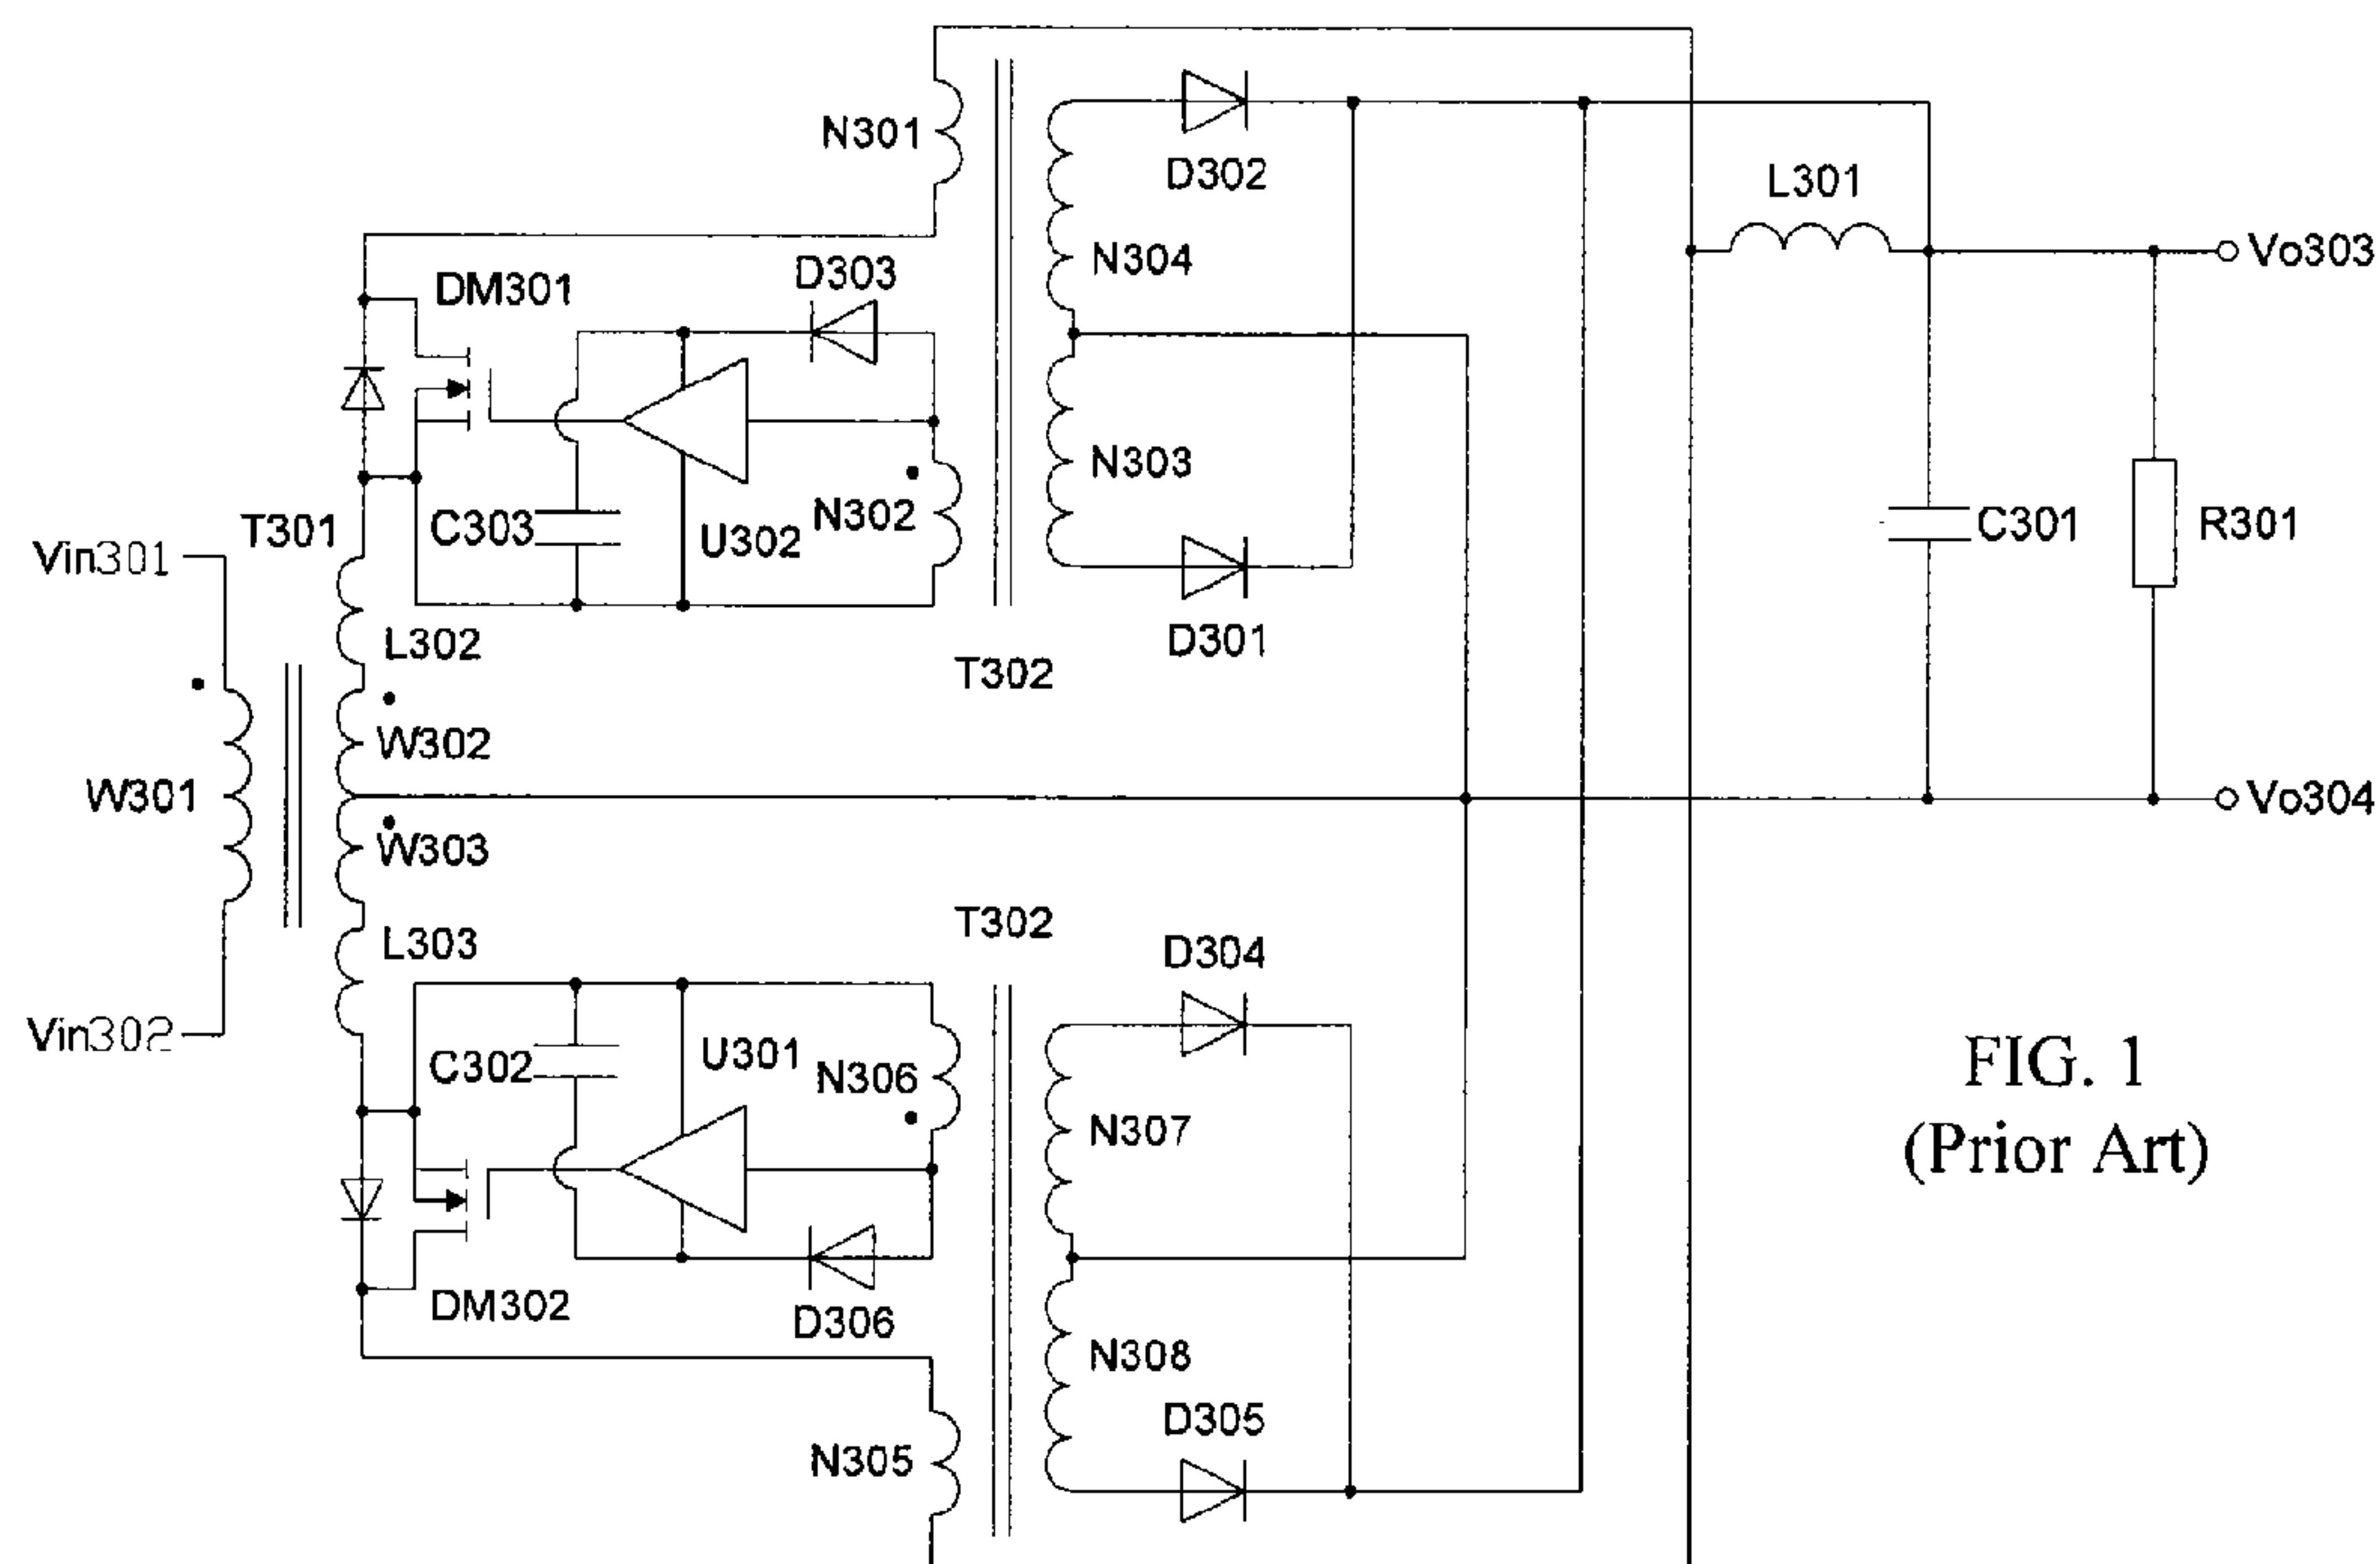 N301
D302
L301
N304
Vo303
D303
DM301
N303
C303
N302
C301
R301
U302
T301
Vin301
L302
D301
T302
W302
W301
Vo304
W303
T302
L303
D304
Vin302
C302
U301
N306
N307
FIG. 1
(Prior Art)
DM302
D306
N308
D305
N305